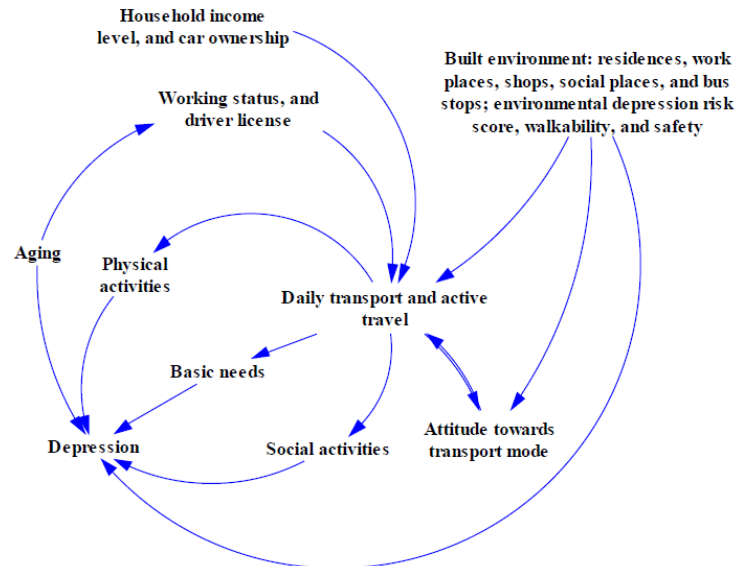 Household income
level, and car ownership
Built environment: residences, work
places, shops, social places, and bus
stops; environmental depression risk
score, walkability, and safety
Working status, and
driver license
Aging
Physical
activities
Daily transport and active
travel
Basic needs
Depression
Social activities
Attitude towards
transport mode